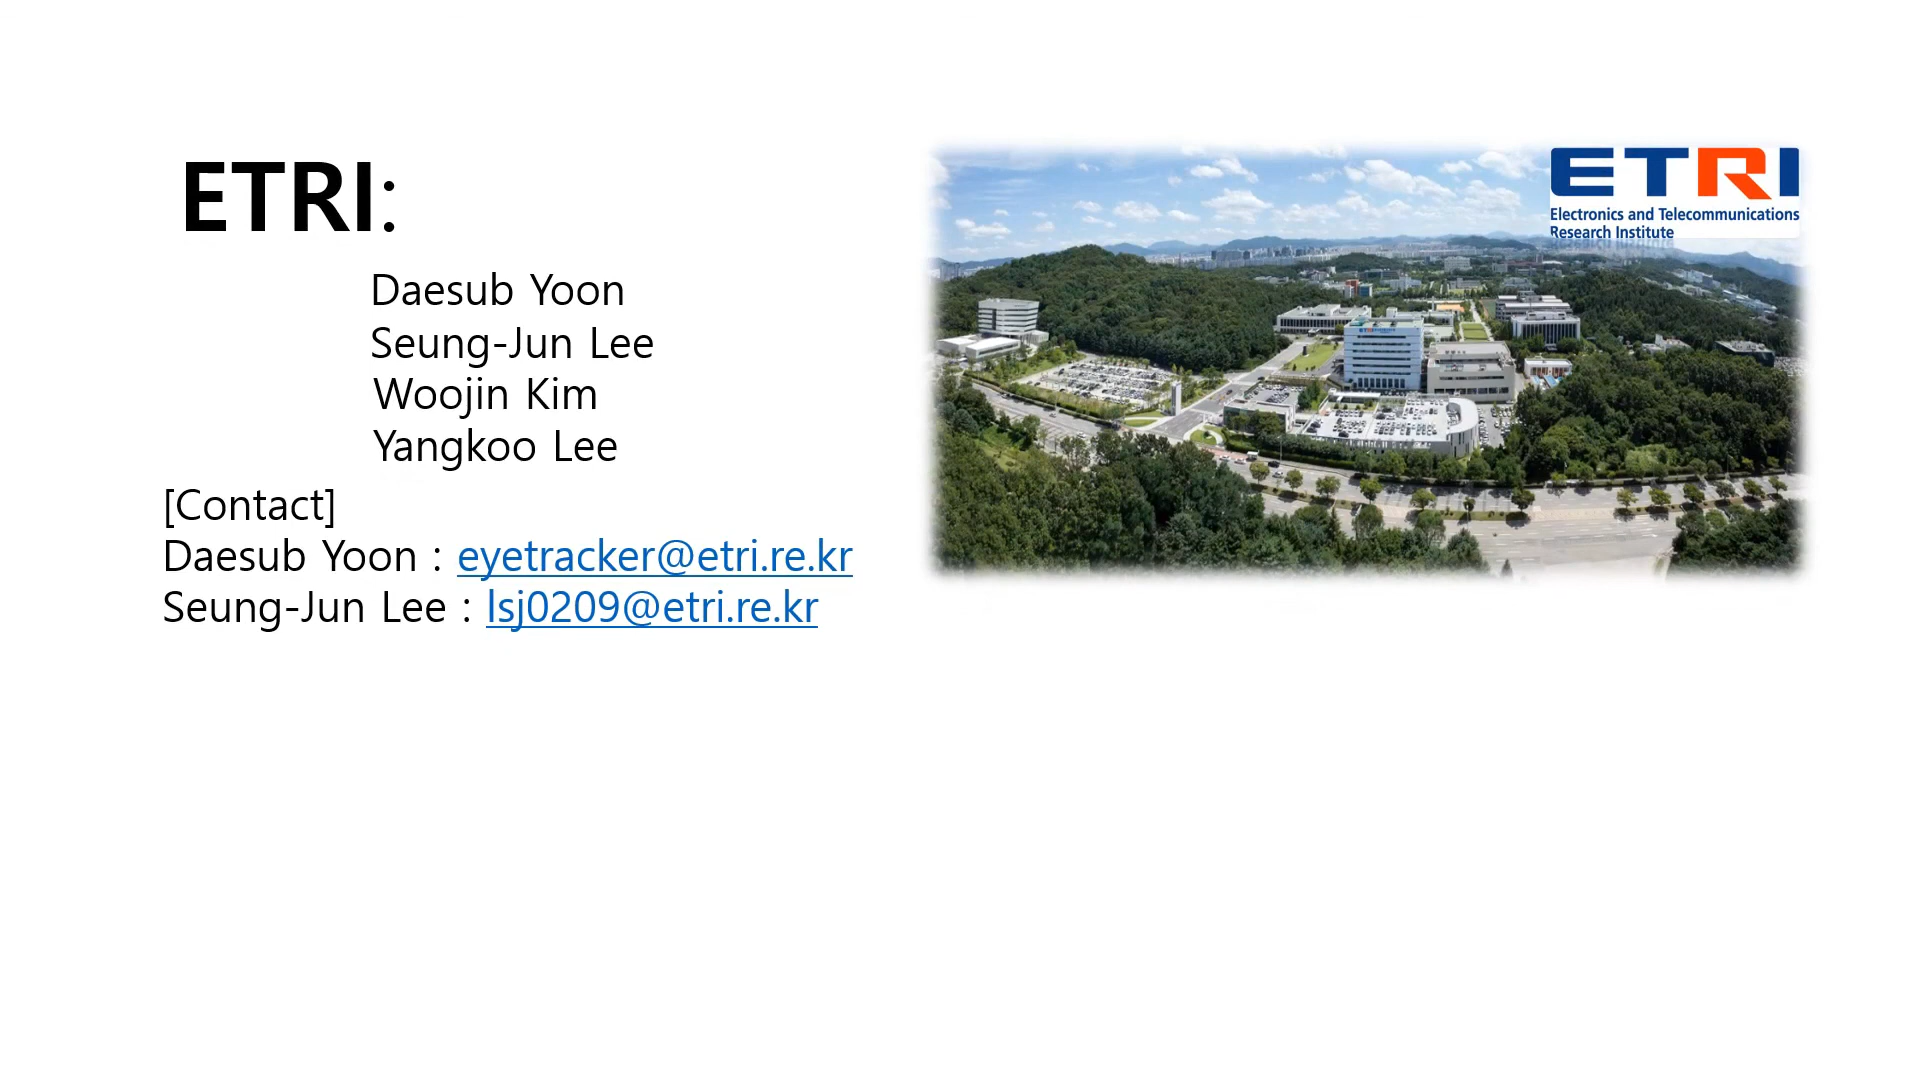 ETRI:
Daesub Yoon
Seung-Jun Lee
Woojin Kim
Yangkoo Lee
[Contact]
Daesub Yoon : eyetracker@etri.re.kr
Seung-Jun Lee : lsj0209@etri.re.kr
ETRI
Electronics and Telecommunications
Research Institute